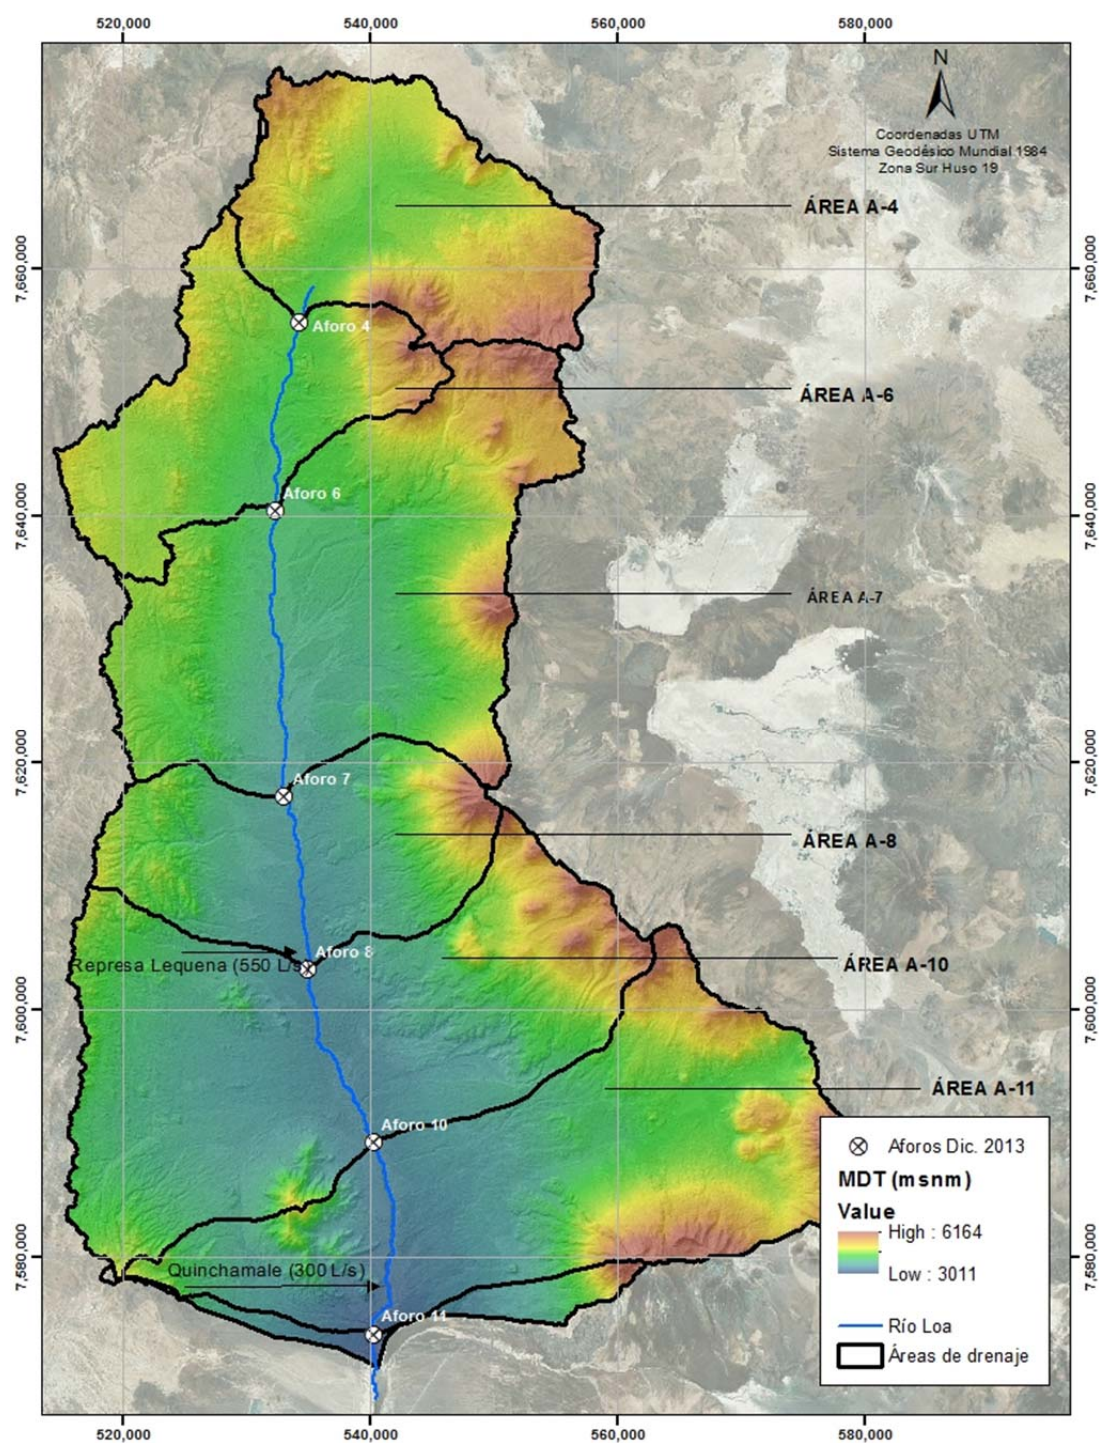 520,000 540,000 560,000 580,000
N
Coordenadas UTM
Sistema Geodésico Mundial 1984
Zona Sur Huso 19
ÁREA A-4
7,660,000 7,660,000
Aforo 4
ÁREA A-6
Aforo 6
7,640,000 7,640,000
ÁREA A-7
7,620,000 7,620,000
Aforo 7
ÁREA A-8
Aforo 8
Represa Lequena (550 L/s)
ÁREA A-10
7,600,000 7,600,000
ÁREA A-11
Aforo 10
Aforos Dic. 2013
MDT (msnm)
Value
High : 6164
Low : 3011
7,580,000 7,580,000
Quinchamale (300 L/s)
Aforo 11
Río Loa
Áreas de drenaje
520,000 540,000 560,000 580,000